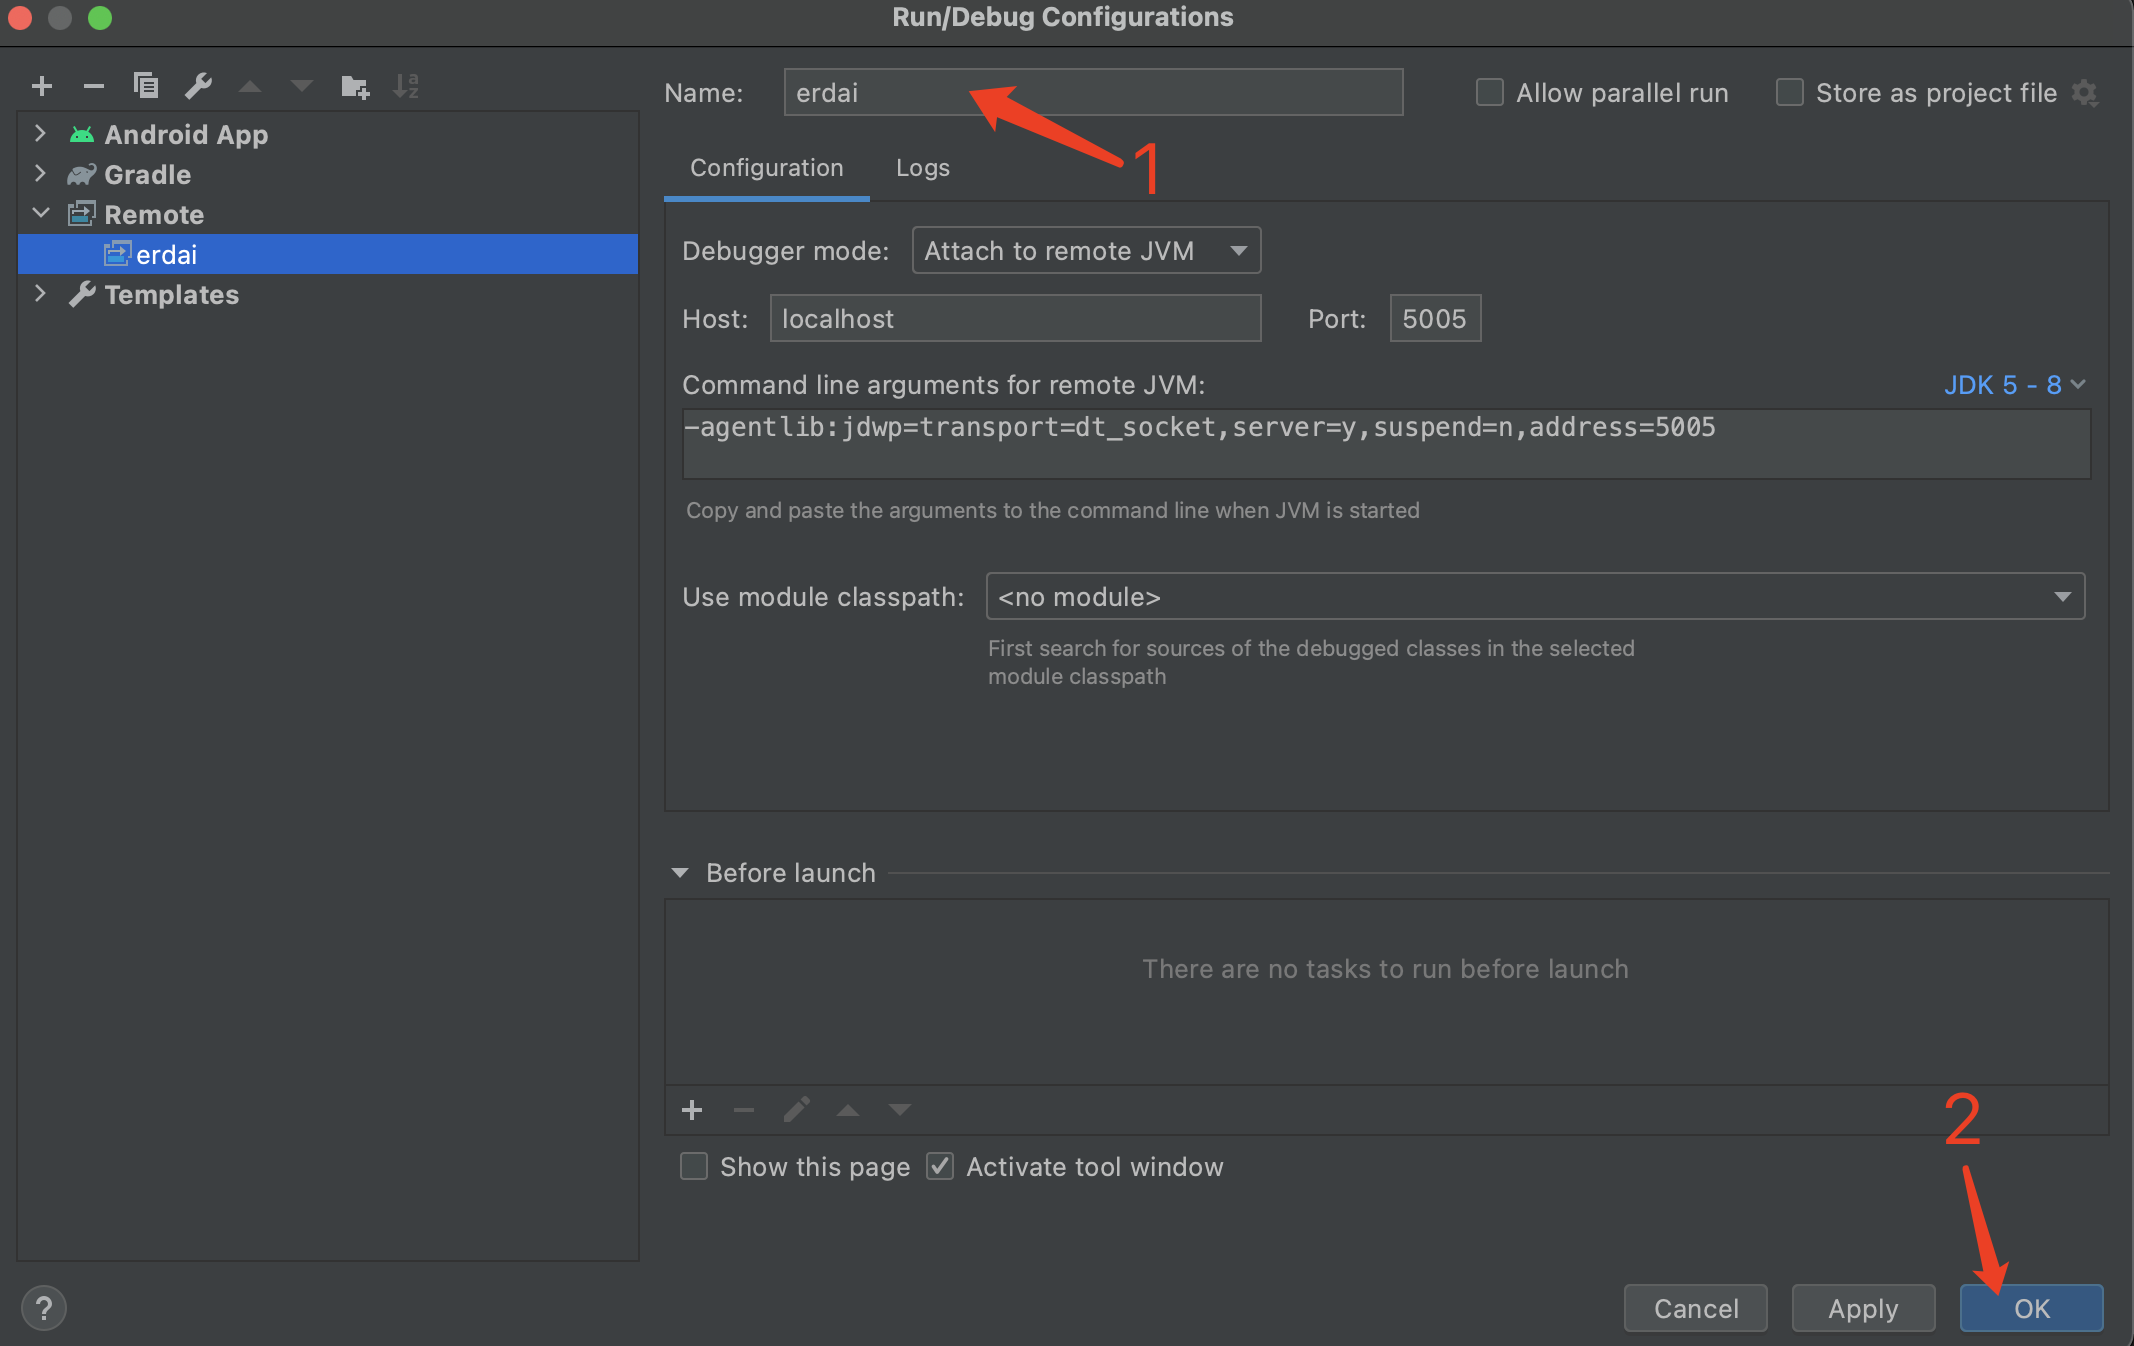 Run/Debug Configurations
Name: erdai
Allow parallel run
Store as project file
Android App
Gradle
Remote
erdai
Templates
1
Configuration
Logs
Debugger mode: Attach to remote JVM
Host: localhost
Port: 5005
Command line arguments for remote JVM:
JDK 5 - 8
-agentlib:jdwp=transport=dt_socket,server=y,suspend=n,address=5005
Copy and paste the arguments to the command line when JVM is started
Use module classpath: <no module>
First search for sources of the debugged classes in the selected
module classpath
Before launch
There are no tasks to run before launch
2
Show this page
Activate tool window
?
Cancel
Apply
OK